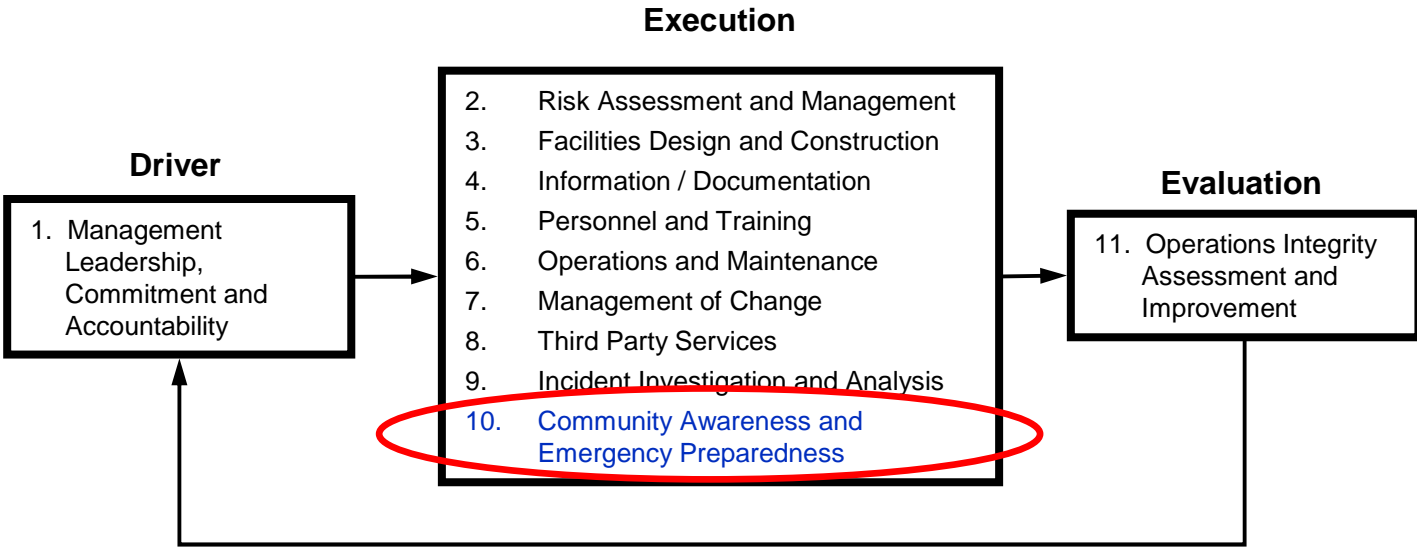 Execution
2. Risk Assessment and Management
3. Facilities Design and Construction
4. Information / Documentation
5. Personnel and Training
6. Operations and Maintenance
7. Management of Change
8. Third Party Services
9. Incident Investigation and Analysis
10. Community Awareness and
Emergency Preparedness
Driver
1. Management
Leadership,
Commitment and
Accountability
Evaluation
11. Operations Integrity
Assessment and
Improvement